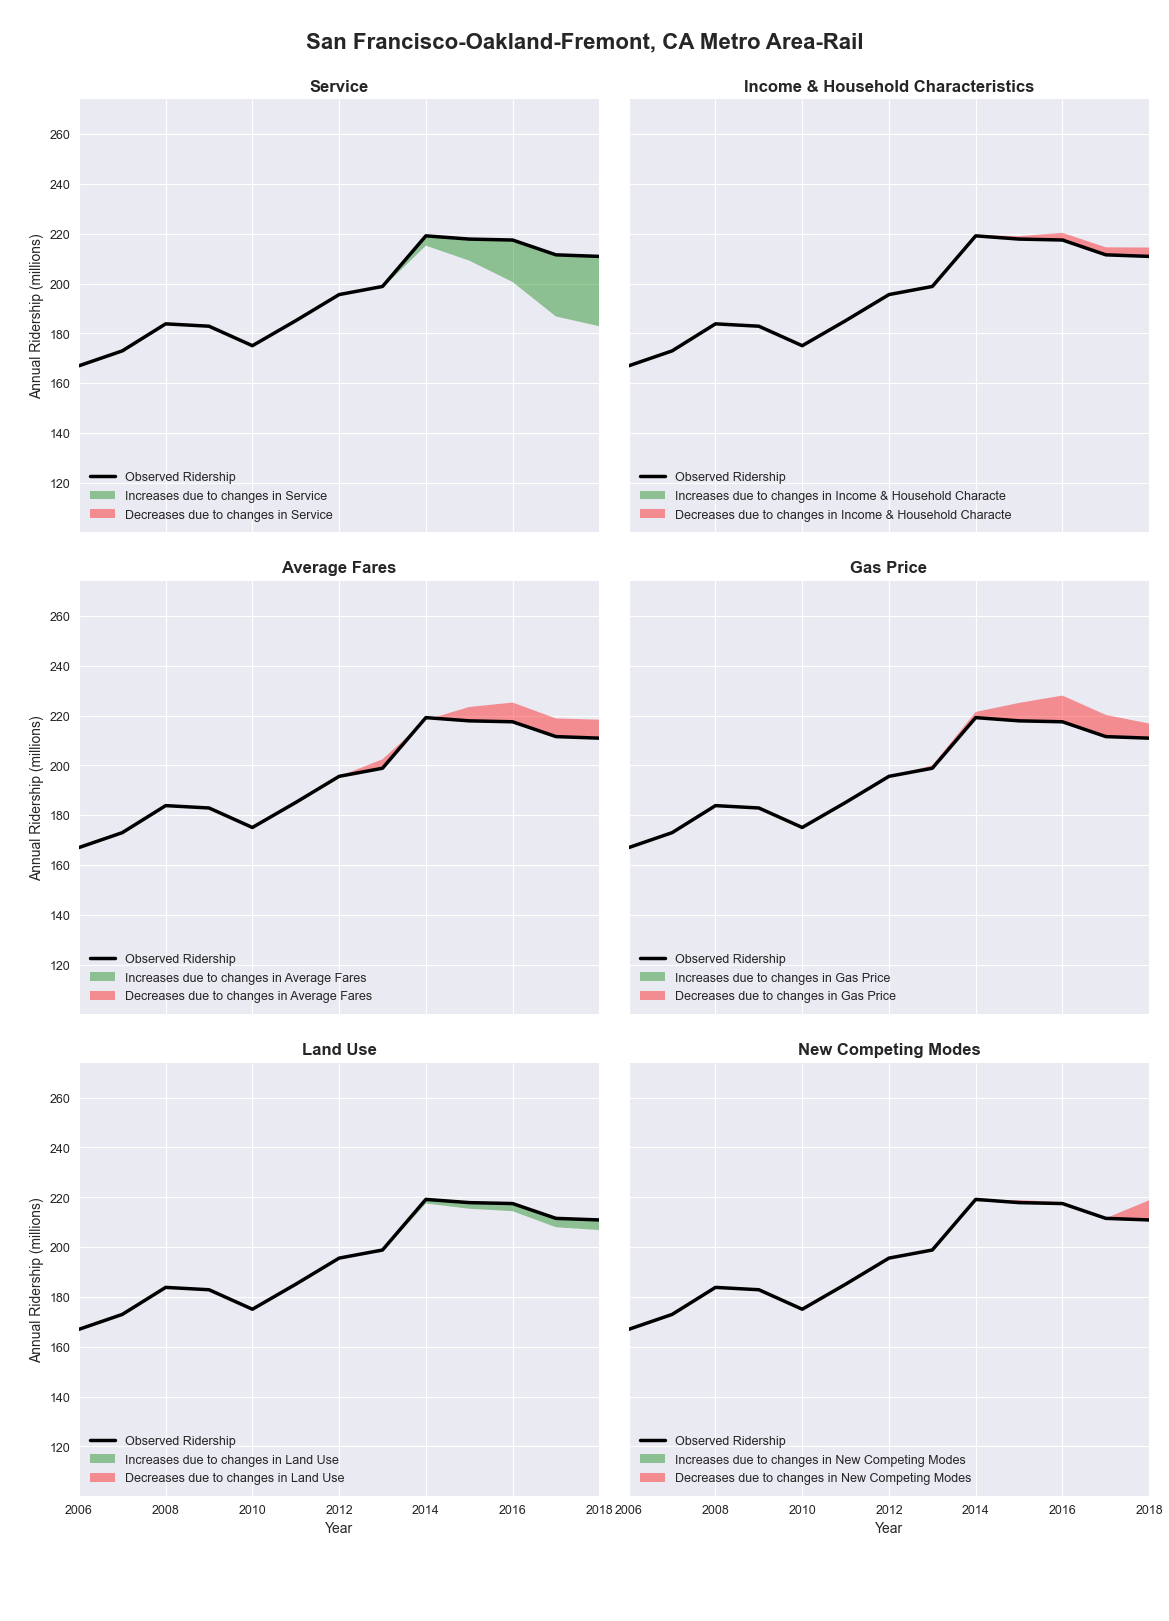 San Francisco-Oakland-Fremont, CA Metro Area-Rail
Service
Income & Household Characteristics
260
240
220
200
180
160
140
120
Annual Ridership (millions)
Observed Ridership
Increases due to changes in Service
Decreases due to changes in Service
Observed Ridership
Increases due to changes in Income & Household Characte
Decreases due to changes in Income & Household Characte
Average Fares
Gas Price
260
240
220
200
180
160
140
120
Annual Ridership (millions)
Observed Ridership
Increases due to changes in Average Fares
Decreases due to changes in Average Fares
Observed Ridership
Increases due to changes in Gas Price
Decreases due to changes in Gas Price
Land Use
New Competing Modes
260
240
220
200
180
160
140
120
Annual Ridership (millions)
Observed Ridership
Increases due to changes in Land Use
Decreases due to changes in Land Use
Observed Ridership
Increases due to changes in New Competing Modes
Decreases due to changes in New Competing Modes
2006 2008 2010 2012 2014 2016 2018
2006 2008 2010 2012 2014 2016 2018
Year
Year